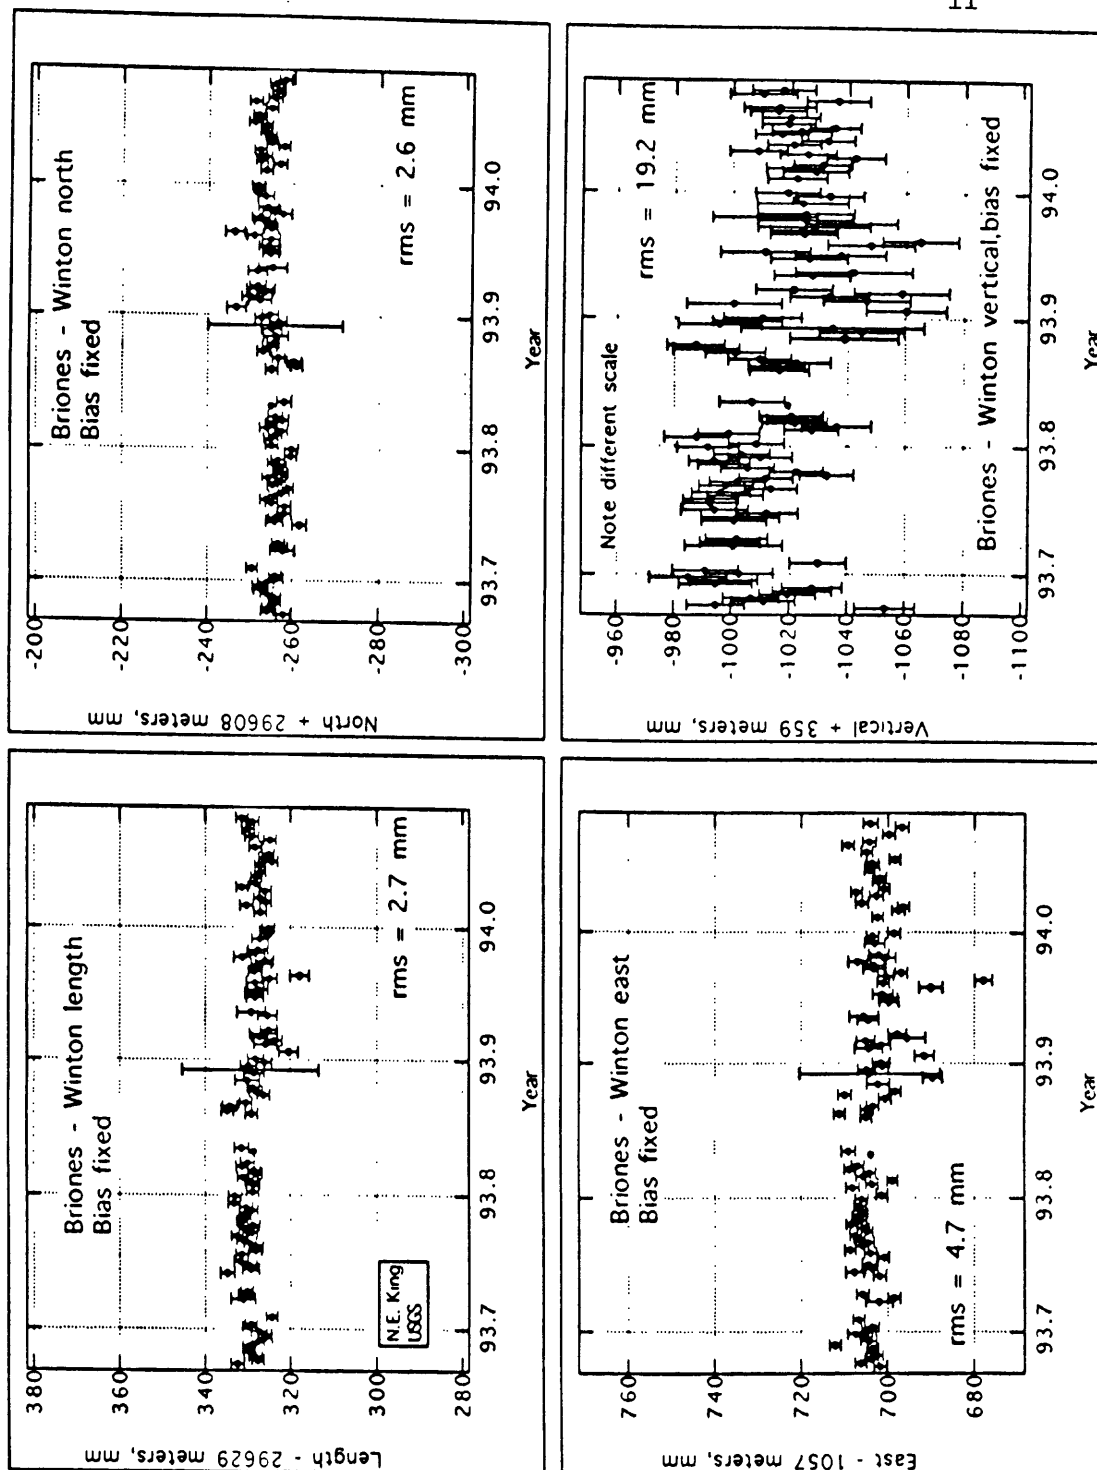 11
Length - 29629 meters, mm
380
360
340
320
300
280
Briones - Winton length
Bias fixed
N.E. King
USGS
rms = 2.7 mm
93.7
93.8
93.9
94.0
Year
North + 29608 meters, mm
-200
-220
-240
-260
-280
-300
Briones - Winton north
Bias fixed
rms = 2.6 mm
93.7
93.8
93.9
94.0
Year
East - 1057 meters, mm
760
740
720
700
680
Briones - Winton east
Bias fixed
rms = 4.7 mm
93.7
93.8
93.9
94.0
Year
Vertical + 359 meters, mm
-960
-980
-1000
-1020
-1040
-1060
-1080
-1100
Note different scale
rms = 19.2 mm
Briones - Winton vertical,bias fixed
93.7
93.8
93.9
94.0
Year